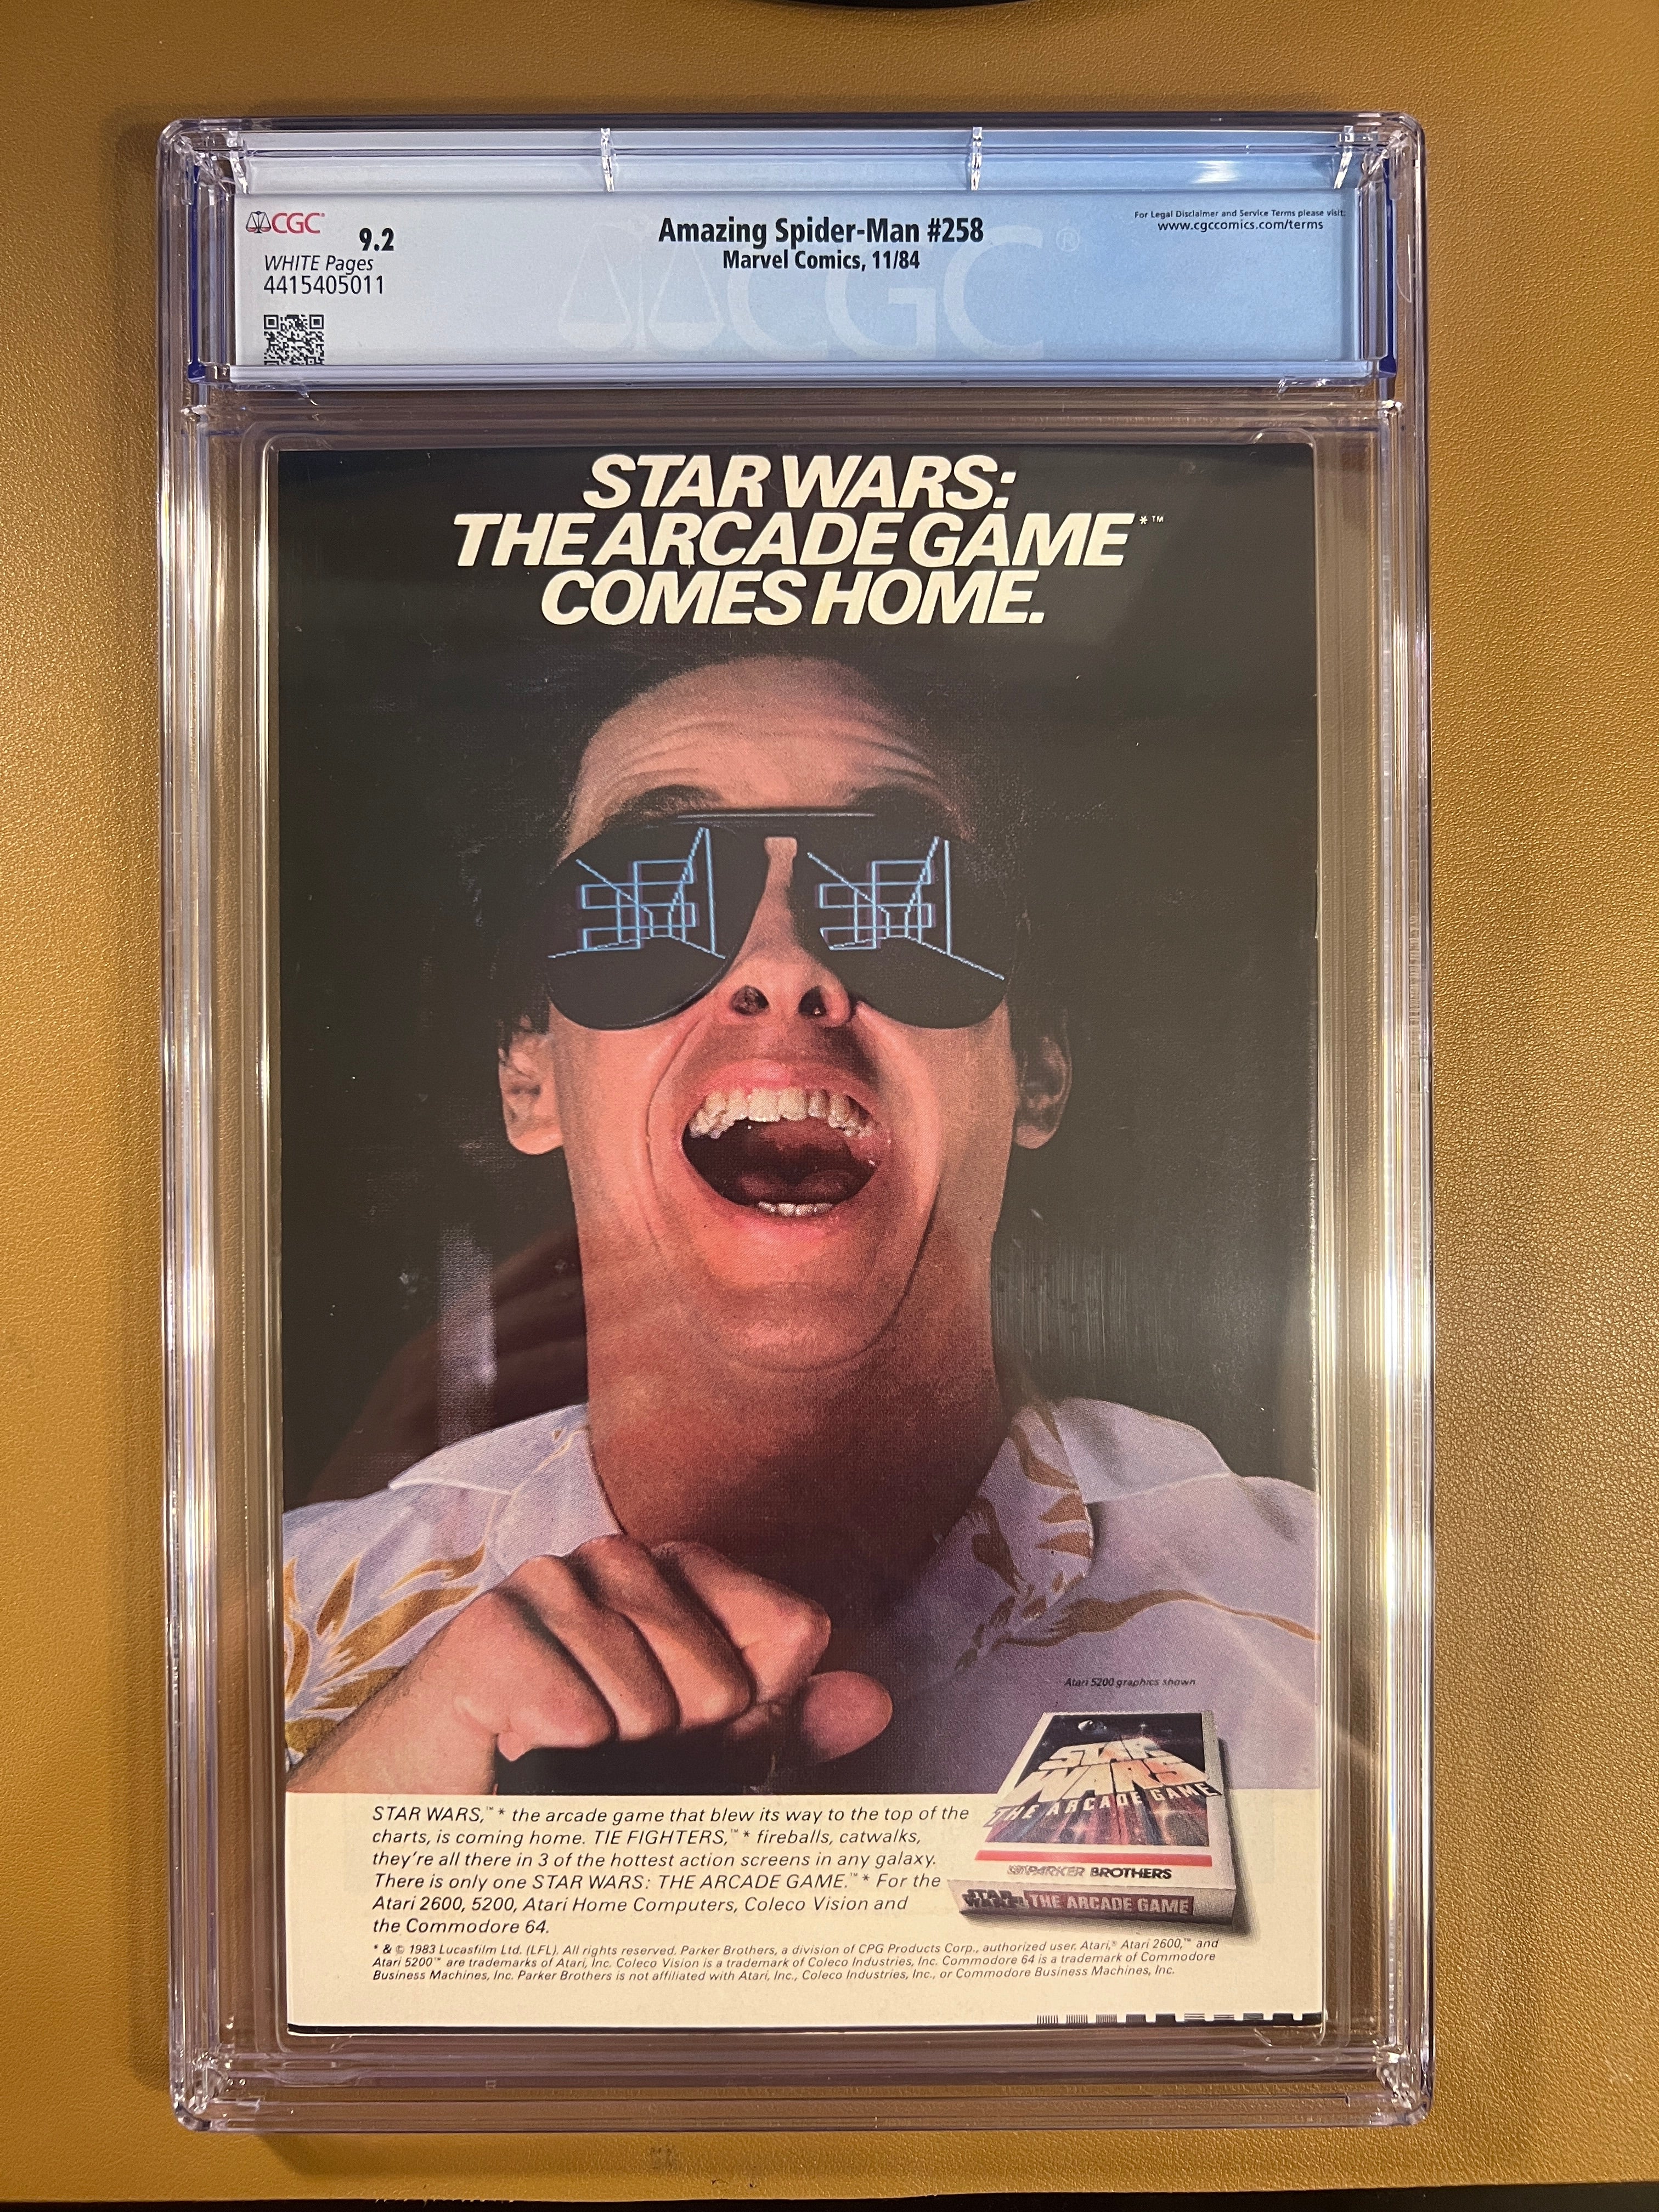 CGC®
9.2
WHITE Pages
4415405011
Amazing Spider-Man #258
Marvel Comics, 11/84
For Legal Disclaimer and Service Terms please visit:
www.cgccomics.com/terms
CGC®
STAR WARS:
THE ARCADE GAME*™
COMES HOME.
Atari 5200 graphics shown
STAR WARS
THE ARCADE GAME
PARKER BROTHERS
STAR WARS THE ARCADE GAME
STAR WARS,™* the arcade game that blew its way to the top of the
charts, is coming home. TIE FIGHTERS,™* fireballs, catwalks,
they're all there in 3 of the hottest action screens in any galaxy.
There is only one STAR WARS: THE ARCADE GAME.™* For the
Atari 2600, 5200, Atari Home Computers, Coleco Vision and
the Commodore 64.
* & © 1983 Lucasfilm Ltd. (LFL). All rights reserved. Parker Brothers, a division of CPG Products Corp., authorized user. Atari,® Atari 2600,™ and
Atari 5200™ are trademarks of Atari, Inc. Coleco Vision is a trademark of Coleco Industries, Inc. Commodore 64 is a trademark of Commodore
Business Machines, Inc. Parker Brothers is not affiliated with Atari, Inc., Coleco Industries, Inc., or Commodore Business Machines, Inc.